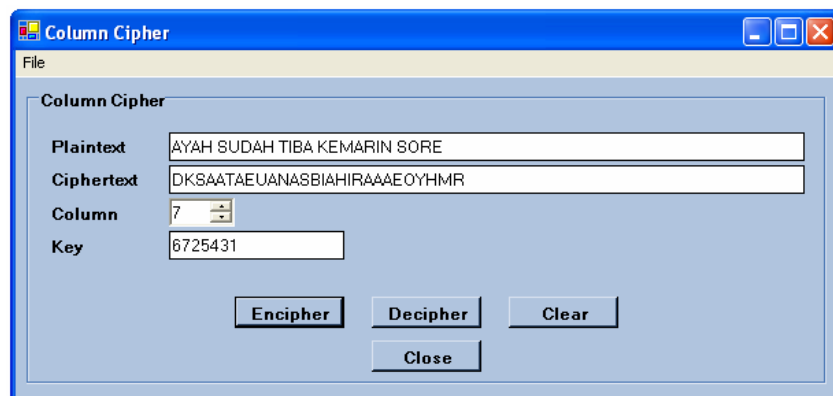 Column Cipher
File
Column Cipher
Plaintext AYAH SUDAH TIBA KEMARIN SORE
Ciphertext DKSAATAEUANASBIAHIRAAAEOYHMR
Column 7
Key 6725431
Encipher Decipher Clear
Close